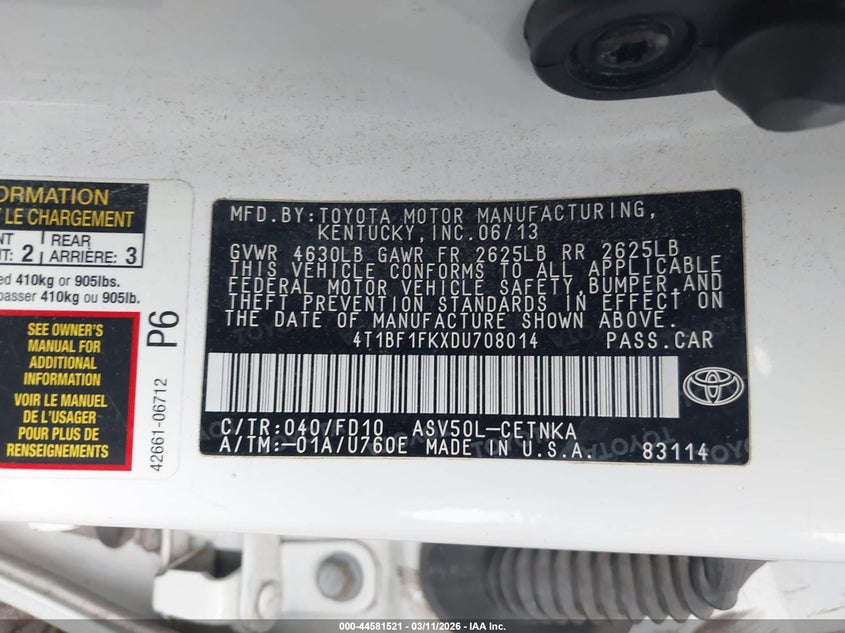 ORMATION
T LE CHARGEMENT
NT REAR
NT: 2 ARRIÈRE: 3
ed 410kg or 905lbs.
passer 410kg ou 905lb.
SEE OWNER'S
MANUAL FOR
ADDITIONAL
INFORMATION
VOIR LE MANUEL
DE L'USAGER
POUR PLUS DE
RENSEIGNEMENTS
P6
42661-06712
MFD.BY:TOYOTA MOTOR MANUFACTURING,
KENTUCKY,INC.06/13
GVWR 4630LB GAWR FR 2625LB RR 2625LB
THIS VEHICLE CONFORMS TO ALL APPLICABLE
FEDERAL MOTOR VEHICLE SAFETY,BUMPER,AND
THEFT PREVENTION STANDARDS IN EFFECT ON
THE DATE OF MANUFACTURE SHOWN ABOVE.
4T1BF1FKXDU708014 PASS.CAR
C/TR:040/FD10 ASV50L-CETNKA
A/TM:-01A/U760E MADE IN U.S.A. 83114
000-44581521 - 03/11/2026 - IAA Inc.